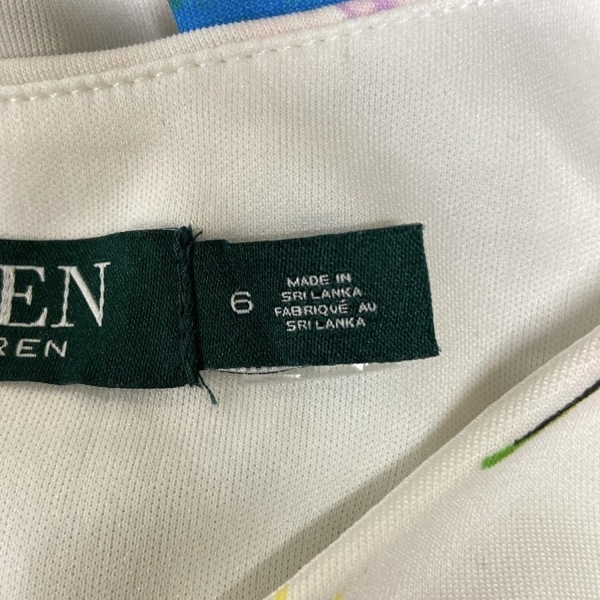 EN
REN
6
MADE IN
SRI LANKA
FABRIQUÉ AU
SRI LANKA